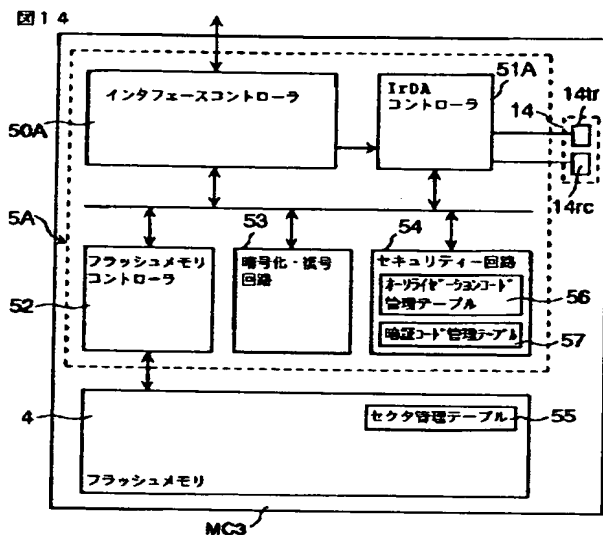 図14
インタフェースコントローラ
50A
IrDA
コントローラ
51A
14
14tr
14rc
5A
フラッシュメモリ
コントローラ
52
53
暗号化・復号
回路
54
セキュリティー回路
オーソライゼーションコード
管理テーブル
56
暗証コード管理テーブル
57
4
セクタ管理テーブル
55
フラッシュメモリ
MC3